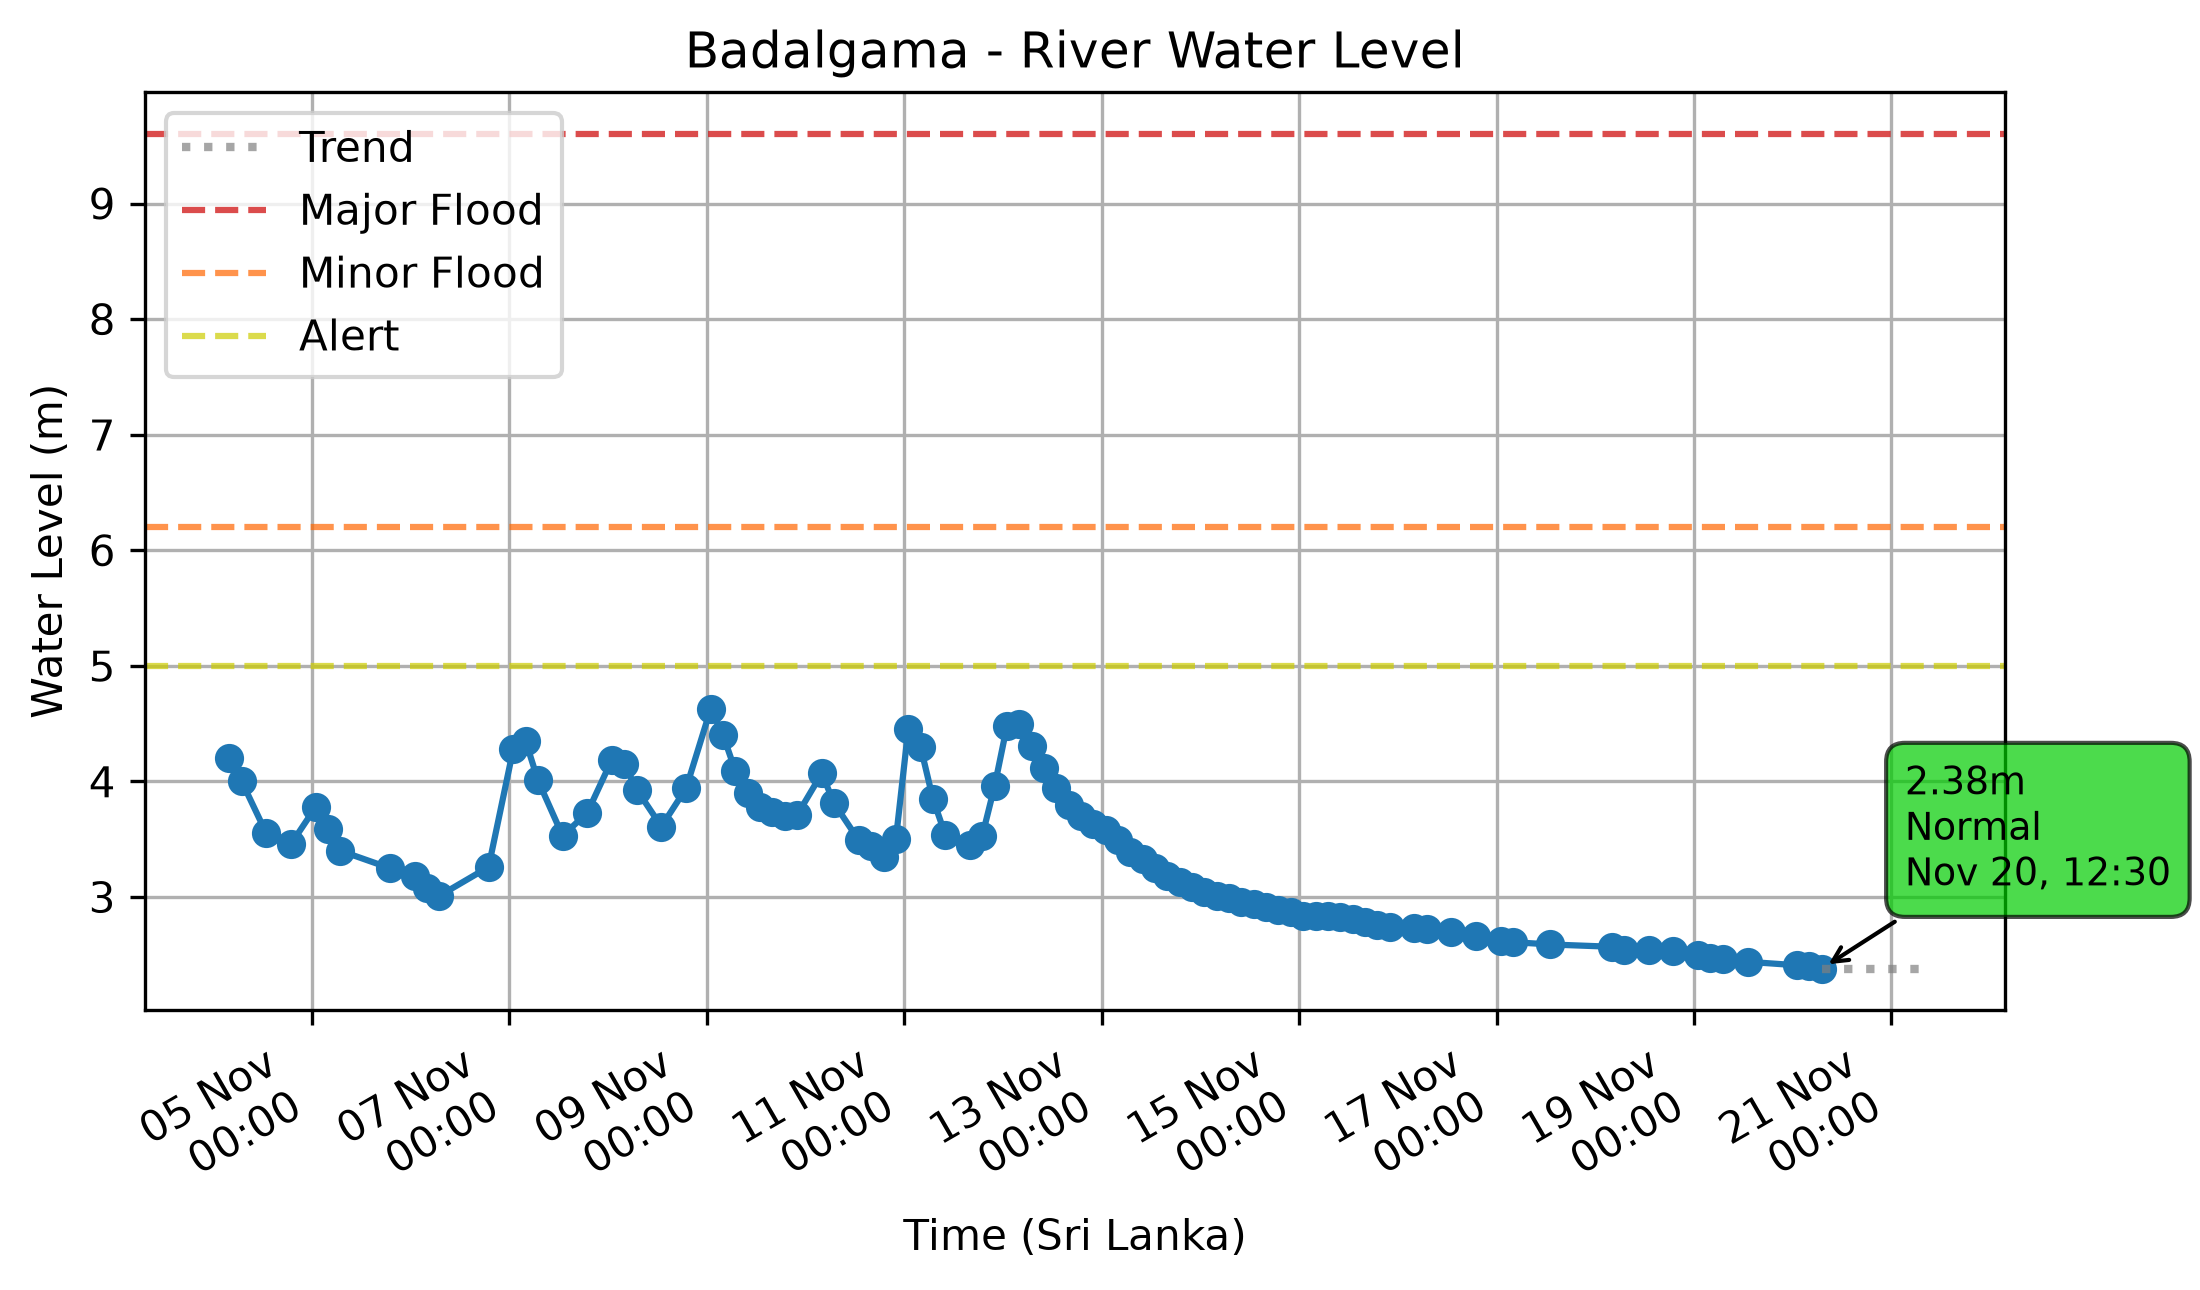 Badalgama - River Water Level
Trend
Major Flood
Minor Flood
Alert
Water Level (m)
9
8
7
6
5
4
3
2.38m
Normal
Nov 20, 12:30
05 Nov
00:00
07 Nov
00:00
09 Nov
00:00
11 Nov
00:00
13 Nov
00:00
15 Nov
00:00
17 Nov
00:00
19 Nov
00:00
21 Nov
00:00
Time (Sri Lanka)